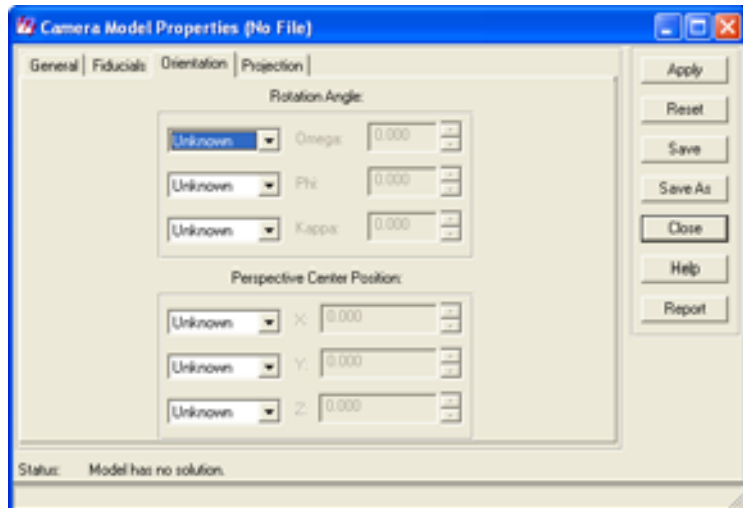 Camera Model Properties (No File)
General Fiducials Orientation Projection
Rotation Angle:
Unknown Omega: 0.000
Unknown Phi: 0.000
Unknown Kappa: 0.000
Perspective Center Position:
Unknown X: 0.000
Unknown Y: 0.000
Unknown Z: 0.000
Apply
Reset
Save
Save As
Close
Help
Report
Status: Model has no solution.